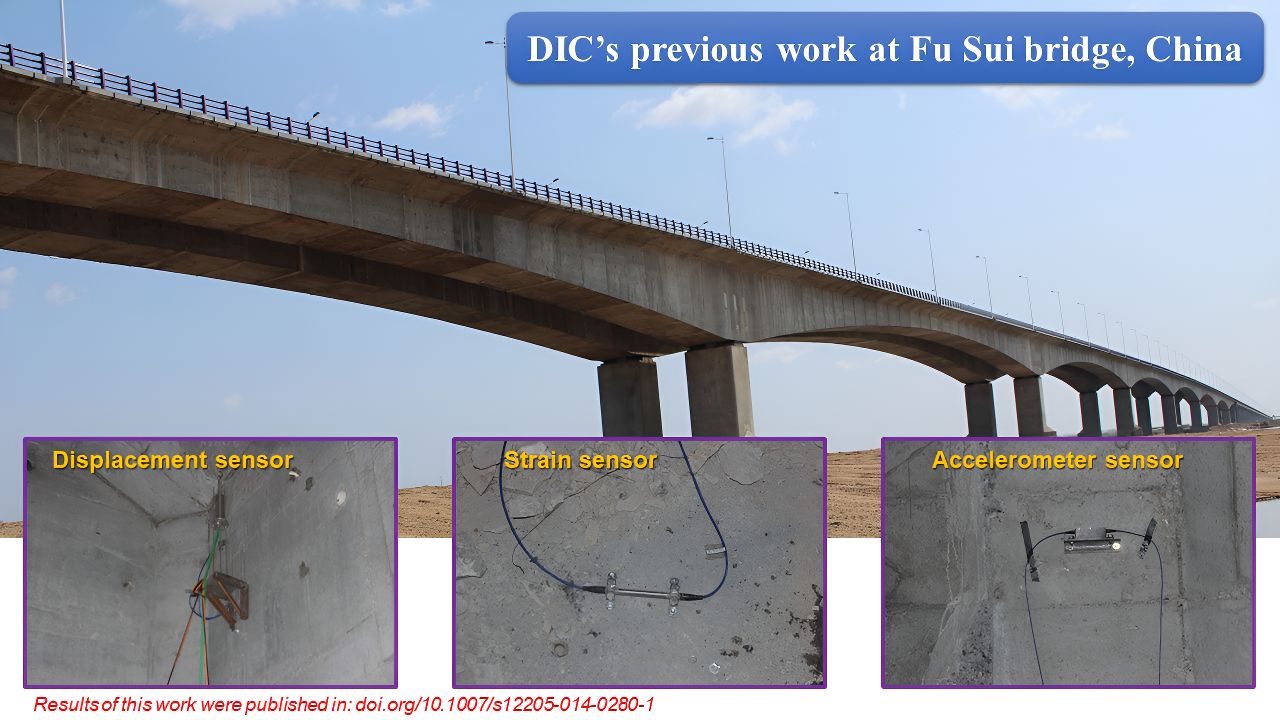 DIC’s previous work at Fu Sui bridge, China
Displacement sensor
Strain sensor
Accelerometer sensor
Results of this work were published in: doi.org/10.1007/s12205-014-0280-1